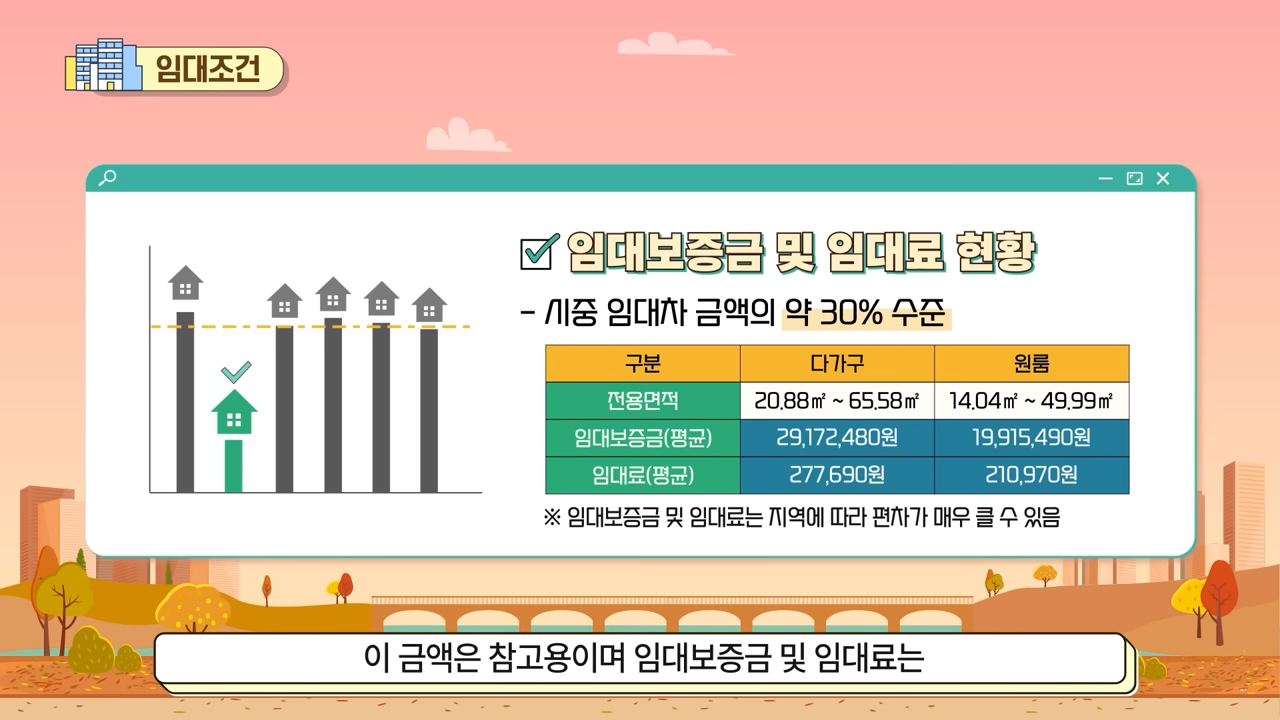 임대조건
임대보증금 및 임대료 현황
- 시중 임대차 금액의 약 30% 수준
구분 다가구 원룸
전용면적 20.88㎡ ~ 65.58㎡ 14.04㎡ ~ 49.99㎡
임대보증금(평균) 29,172,480원 19,915,490원
임대료(평균) 277,690원 210,970원
※ 임대보증금 및 임대료는 지역에 따라 편차가 매우 클 수 있음
이 금액은 참고용이며 임대보증금 및 임대료는